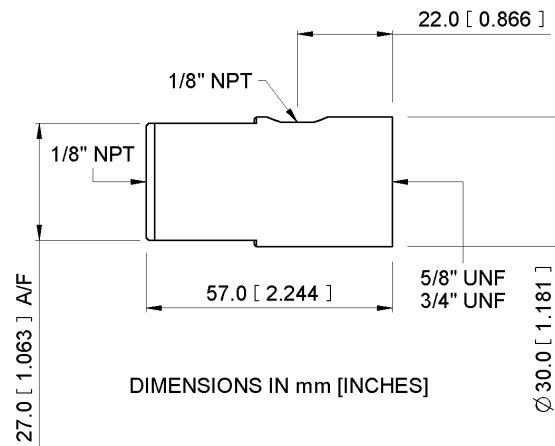 22.0 [ 0.866 ]
1/8" NPT
1/8" NPT
27.0 [ 1.063 ] A/F
57.0 [ 2.244 ]
5/8" UNF
3/4" UNF
Ø 30.0 [ 1.181 ]
DIMENSIONS IN mm [INCHES]